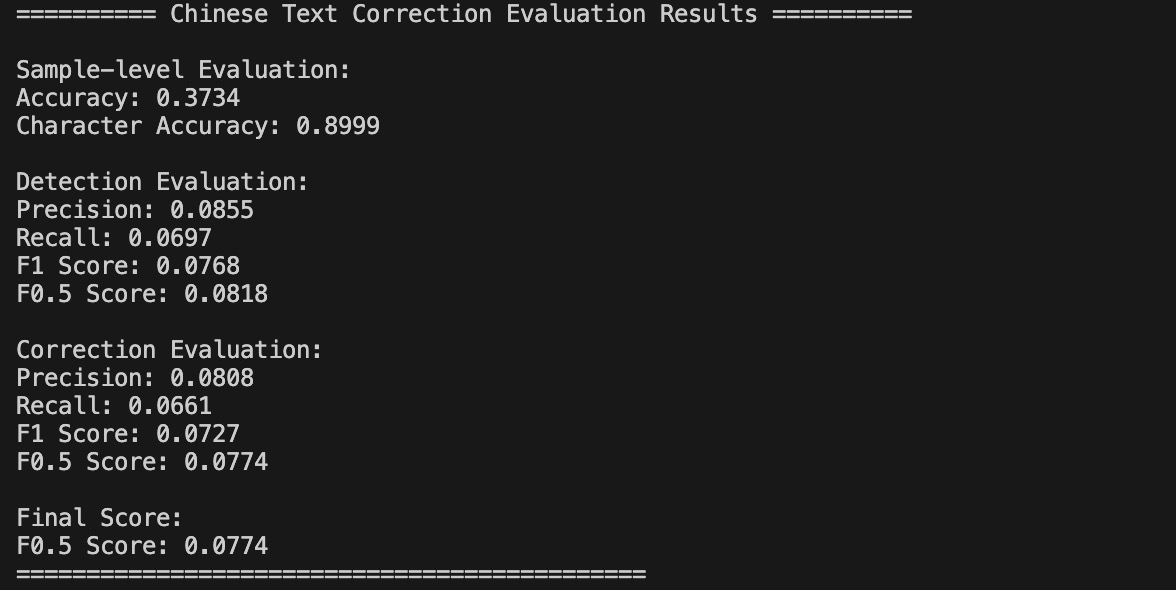 ========== Chinese Text Correction Evaluation Results ==========
Sample-level Evaluation:
Accuracy: 0.3734
Character Accuracy: 0.8999
Detection Evaluation:
Precision: 0.0855
Recall: 0.0697
F1 Score: 0.0768
F0.5 Score: 0.0818
Correction Evaluation:
Precision: 0.0808
Recall: 0.0661
F1 Score: 0.0727
F0.5 Score: 0.0774
Final Score:
F0.5 Score: 0.0774
=============================================